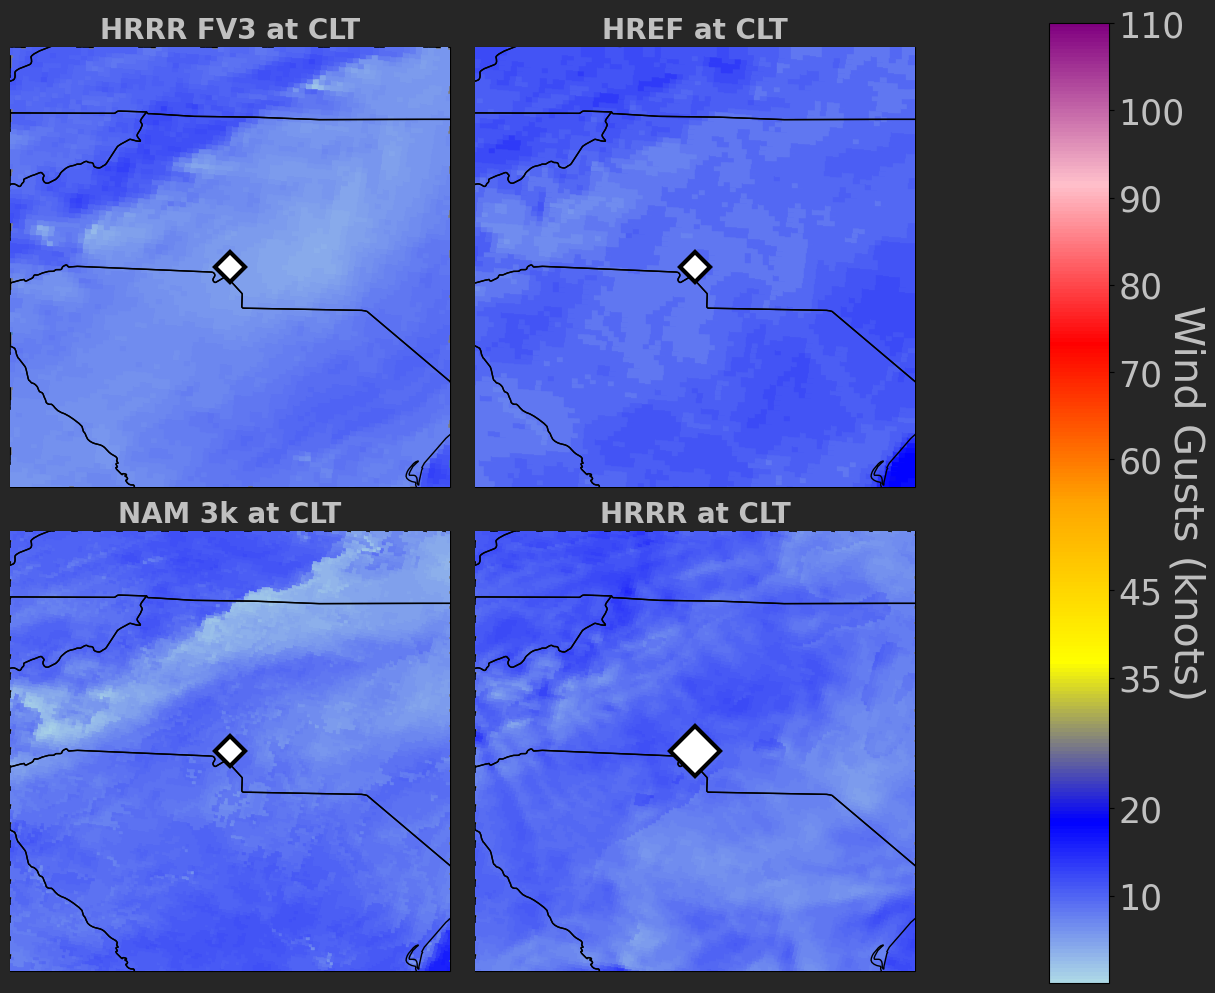 HRRR FV3 at CLT
HREF at CLT
NAM 3k at CLT
HRRR at CLT
110
100
90
80
70
60
45
35
20
10
Wind Gusts (knots)